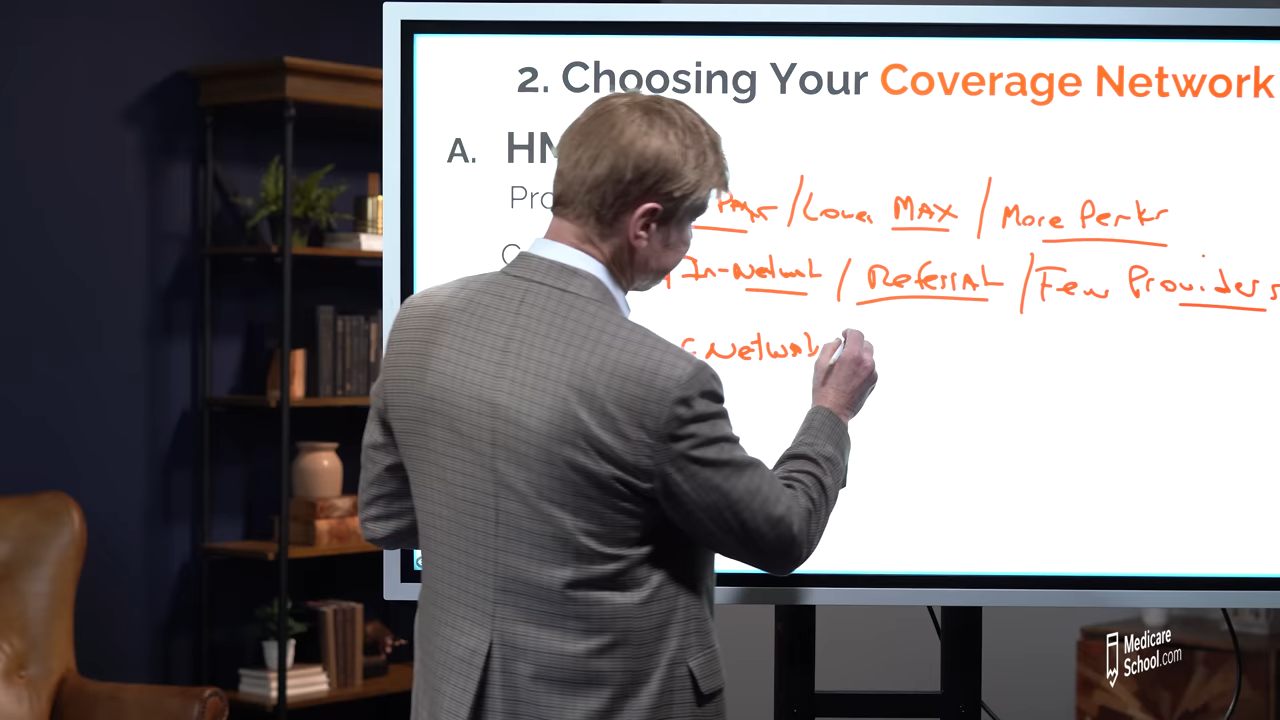 2. Choosing Your Coverage Network
A. HM
Pro
/ Lower MAX / More Perks
In-Network / Referral / Few Providers
Network
Medicare
School.com